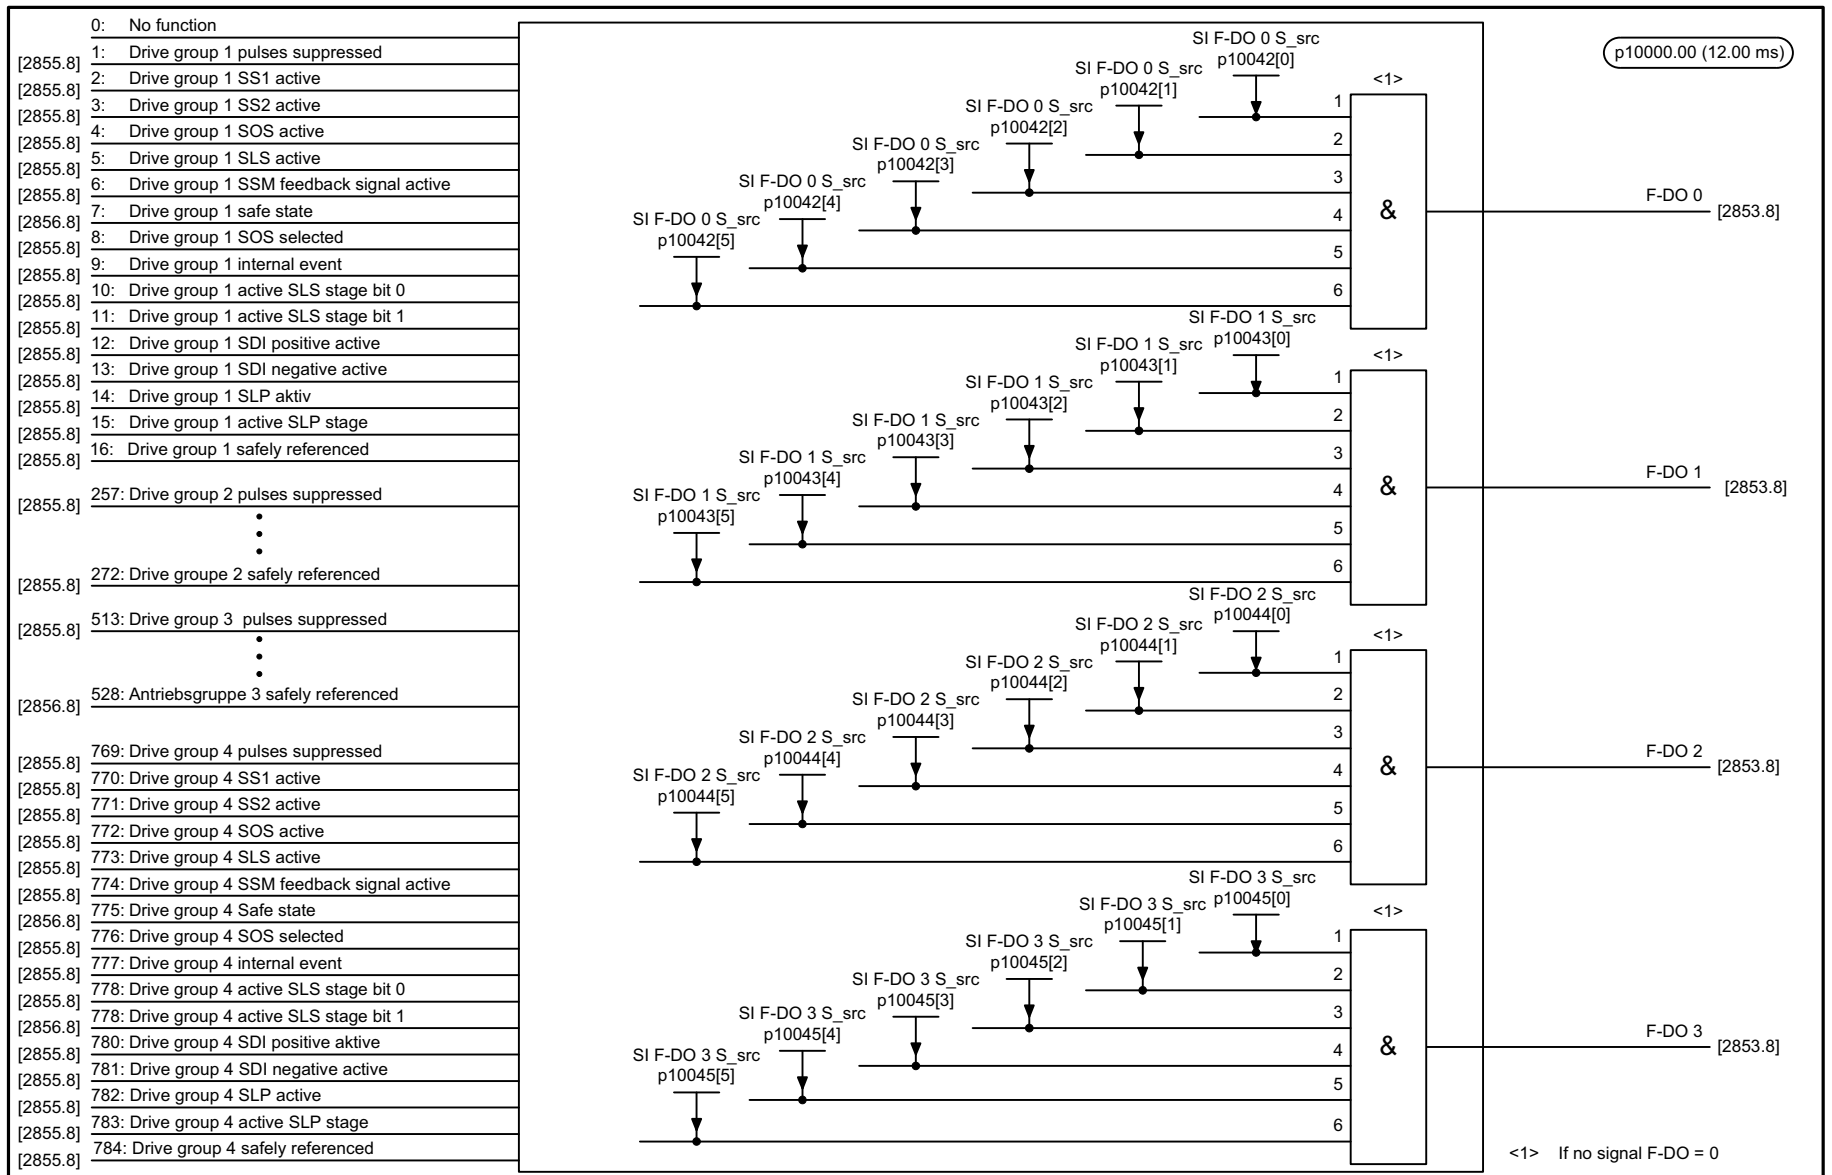 0: No function
[2855.8] 1: Drive group 1 pulses suppressed
[2855.8] 2: Drive group 1 SS1 active
[2855.8] 3: Drive group 1 SS2 active
[2855.8] 4: Drive group 1 SOS active
[2855.8] 5: Drive group 1 SLS active
[2855.8] 6: Drive group 1 SSM feedback signal active
[2856.8] 7: Drive group 1 safe state
[2855.8] 8: Drive group 1 SOS selected
[2855.8] 9: Drive group 1 internal event
[2855.8] 10: Drive group 1 active SLS stage bit 0
[2855.8] 11: Drive group 1 active SLS stage bit 1
[2855.8] 12: Drive group 1 SDI positive active
[2855.8] 13: Drive group 1 SDI negative active
[2855.8] 14: Drive group 1 SLP aktiv
[2855.8] 15: Drive group 1 active SLP stage
[2855.8] 16: Drive group 1 safely referenced
[2855.8] 257: Drive group 2 pulses suppressed
[2855.8] 272: Drive groupe 2 safely referenced
[2855.8] 513: Drive group 3 pulses suppressed
[2856.8] 528: Antriebsgruppe 3 safely referenced
[2855.8] 769: Drive group 4 pulses suppressed
[2855.8] 770: Drive group 4 SS1 active
[2855.8] 771: Drive group 4 SS2 active
[2855.8] 772: Drive group 4 SOS active
[2855.8] 773: Drive group 4 SLS active
[2855.8] 774: Drive group 4 SSM feedback signal active
[2856.8] 775: Drive group 4 Safe state
[2855.8] 776: Drive group 4 SOS selected
[2855.8] 777: Drive group 4 internal event
[2855.8] 778: Drive group 4 active SLS stage bit 0
[2856.8] 778: Drive group 4 active SLS stage bit 1
[2855.8] 780: Drive group 4 SDI positive aktive
[2855.8] 781: Drive group 4 SDI negative active
[2855.8] 782: Drive group 4 SLP active
[2855.8] 783: Drive group 4 active SLP stage
[2855.8] 784: Drive group 4 safely referenced
p10000.00 (12.00 ms)
SI F-DO 0 S_src
p10042[0]
SI F-DO 0 S_src
p10042[1]
SI F-DO 0 S_src
p10042[2]
SI F-DO 0 S_src
p10042[3]
SI F-DO 0 S_src
p10042[4]
SI F-DO 0 S_src
p10042[5]
<1>
1
2
3
4
5
6
&
F-DO 0 [2853.8]
SI F-DO 1 S_src
p10043[0]
SI F-DO 1 S_src
p10043[1]
SI F-DO 1 S_src
p10043[2]
SI F-DO 1 S_src
p10043[3]
SI F-DO 1 S_src
p10043[4]
SI F-DO 1 S_src
p10043[5]
<1>
1
2
3
4
5
6
&
F-DO 1 [2853.8]
SI F-DO 2 S_src
p10044[0]
SI F-DO 2 S_src
p10044[1]
SI F-DO 2 S_src
p10044[2]
SI F-DO 2 S_src
p10044[3]
SI F-DO 2 S_src
p10044[4]
SI F-DO 2 S_src
p10044[5]
<1>
1
2
3
4
5
6
&
F-DO 2 [2853.8]
SI F-DO 3 S_src
p10045[0]
SI F-DO 3 S_src
p10045[1]
SI F-DO 3 S_src
p10045[2]
SI F-DO 3 S_src
p10045[3]
SI F-DO 3 S_src
p10045[4]
SI F-DO 3 S_src
p10045[5]
<1>
1
2
3
4
5
6
&
F-DO 3 [2853.8]
<1> If no signal F-DO = 0